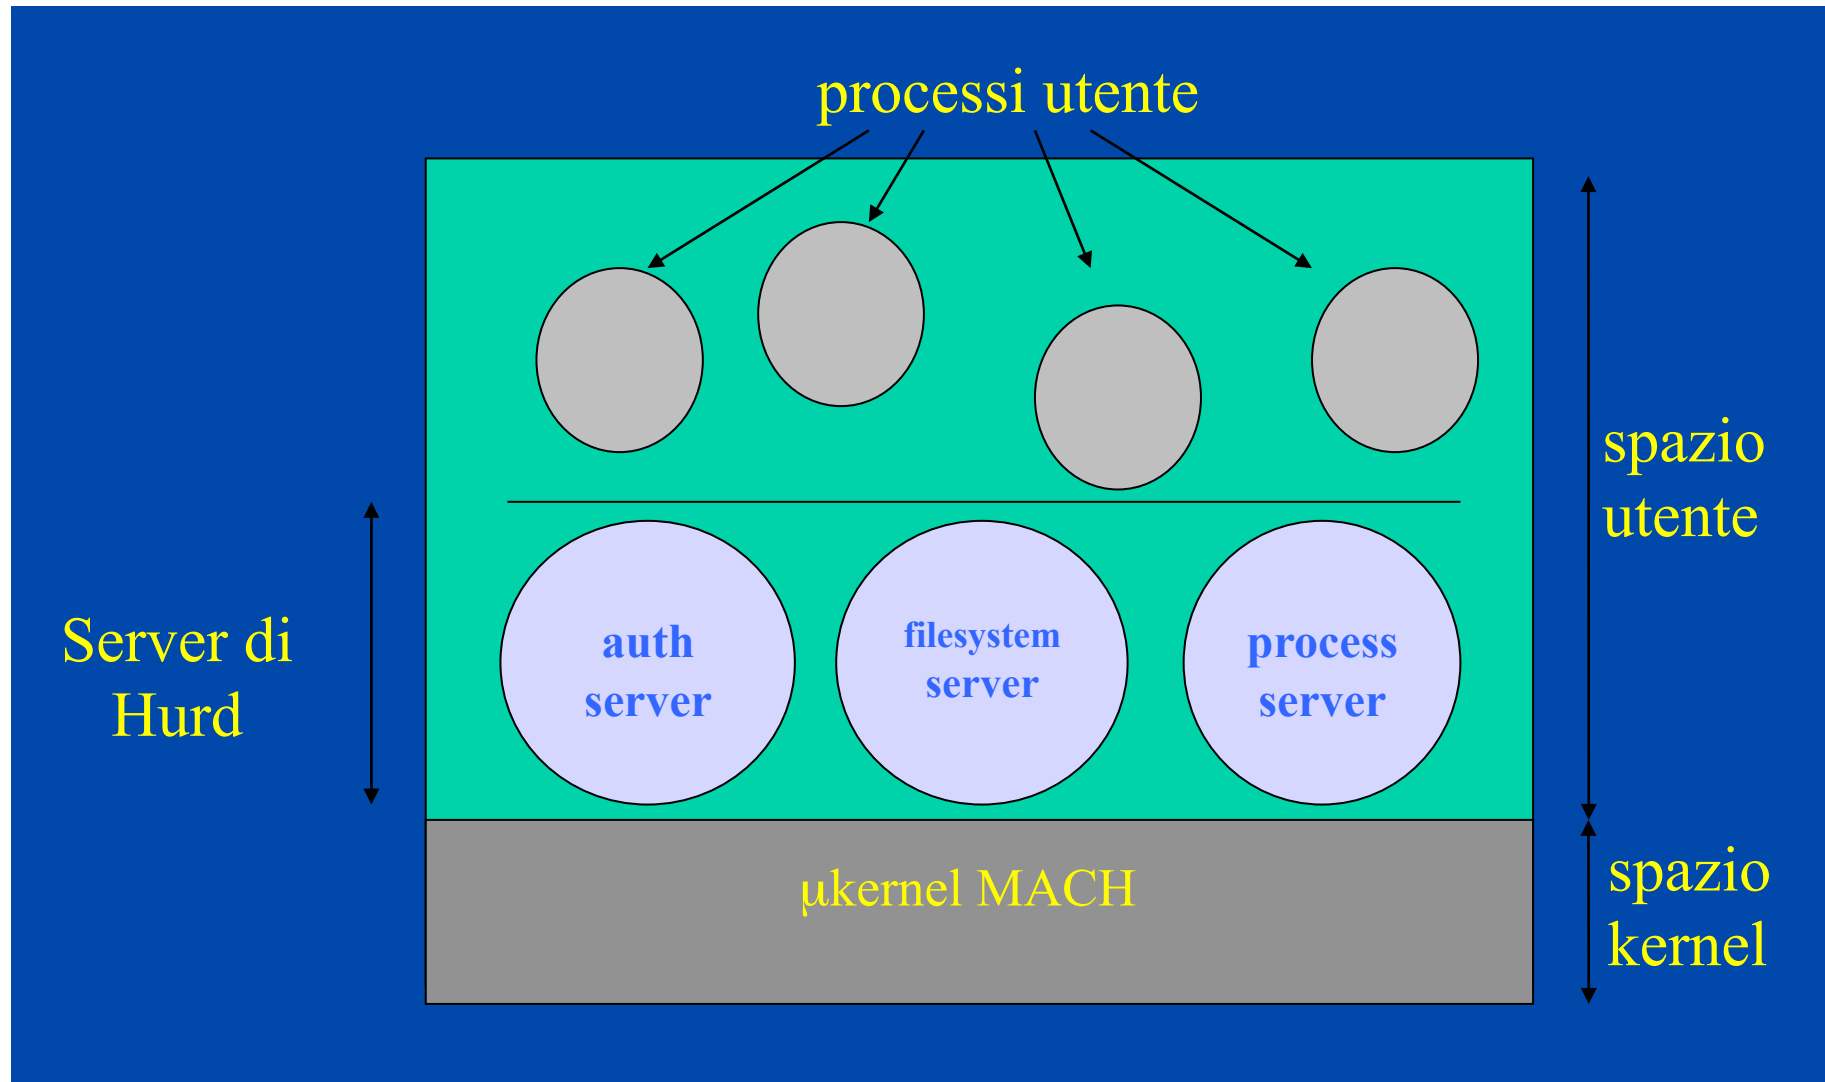 processi utente
spazio
utente
Server di
Hurd
auth
server
filesystem
server
process
server
μkernel MACH
spazio
kernel